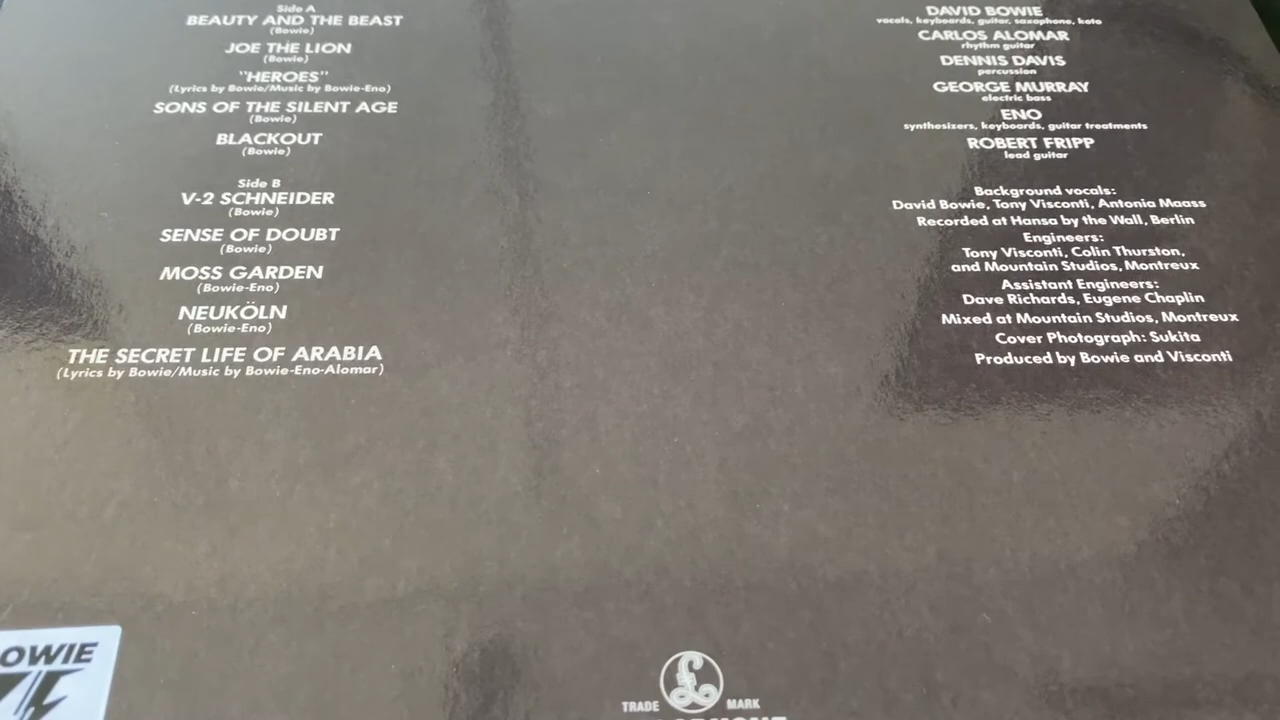 Side A
BEAUTY AND THE BEAST
(Bowie)
JOE THE LION
(Bowie)
"HEROES"
(Lyrics by Bowie/Music by Bowie-Eno)
SONS OF THE SILENT AGE
(Bowie)
BLACKOUT
(Bowie)
Side B
V-2 SCHNEIDER
(Bowie)
SENSE OF DOUBT
(Bowie)
MOSS GARDEN
(Bowie-Eno)
NEUKÖLN
(Bowie-Eno)
THE SECRET LIFE OF ARABIA
(Lyrics by Bowie/Music by Bowie-Eno-Alomar)
DAVID BOWIE
vocals, keyboards, guitar, saxophone, koto
CARLOS ALOMAR
rhythm guitar
DENNIS DAVIS
percussion
GEORGE MURRAY
electric bass
ENO
synthesizers, keyboards, guitar treatments
ROBERT FRIPP
lead guitar
Background vocals:
David Bowie, Tony Visconti, Antonia Maass
Recorded at Hansa by the Wall, Berlin
Engineers:
Tony Visconti, Colin Thurston,
and Mountain Studios, Montreux
Assistant Engineers:
Dave Richards, Eugene Chaplin
Mixed at Mountain Studios, Montreux
Cover Photograph: Sukita
Produced by Bowie and Visconti
OWIE
TRADE MARK